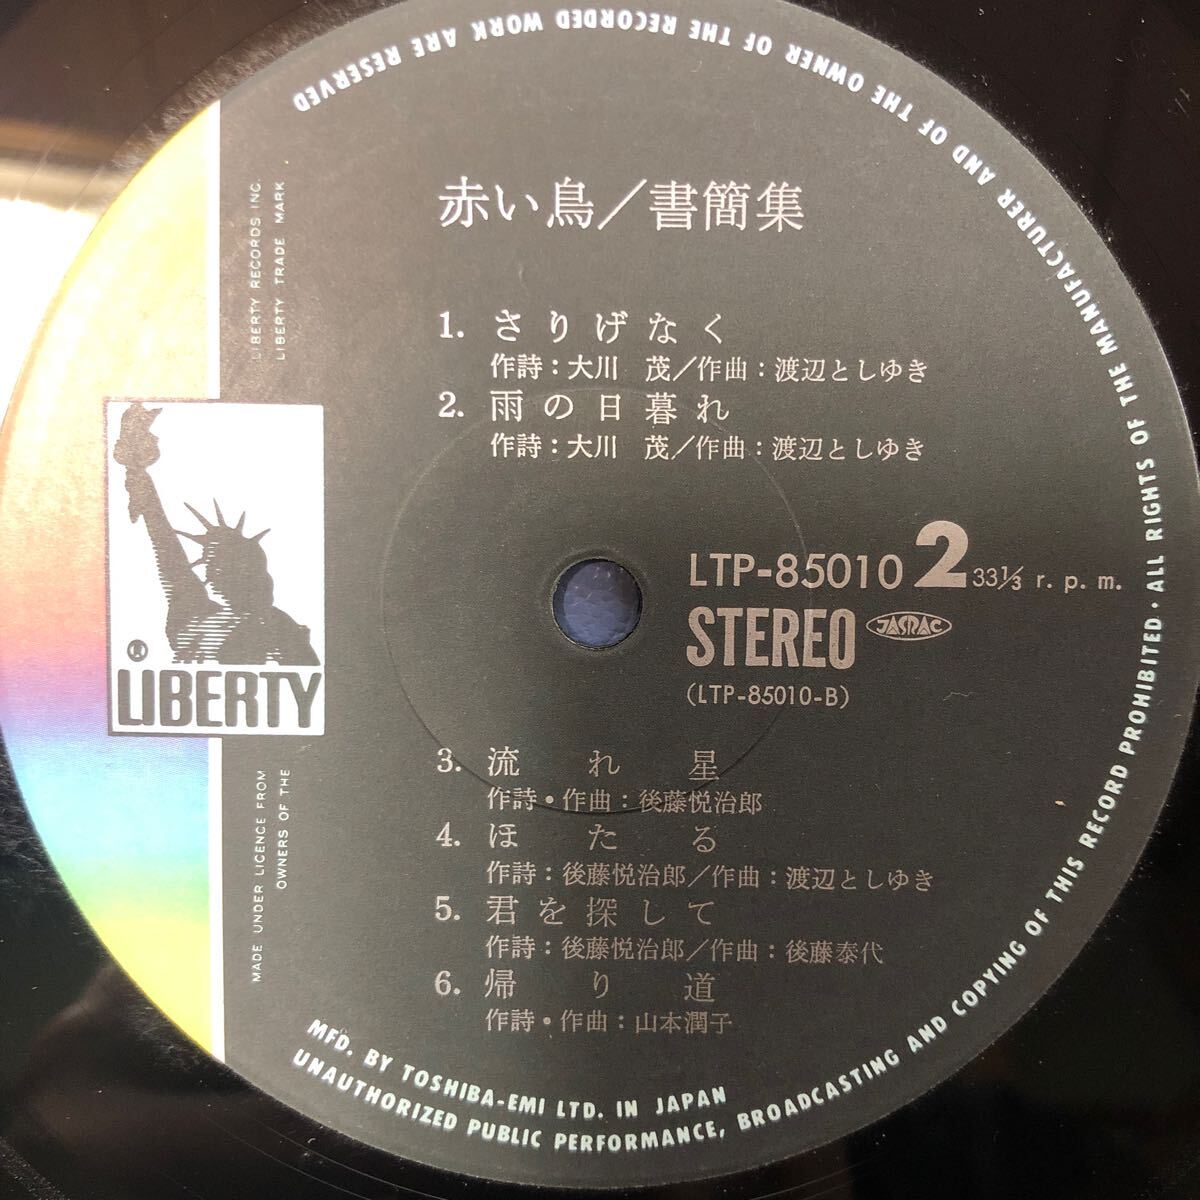 赤い鳥／書簡集
1. さりげなく
作詩：大川 茂／作曲：渡辺としゆき
2. 雨の日暮れ
作詩：大川 茂／作曲：渡辺としゆき
LTP-85010 2 33⅓ r. p. m.
STEREO JASRAC
(LTP-85010-B)
3. 流れ星
作詩・作曲：後藤悦治郎
4. ほたる
作詩：後藤悦治郎／作曲：渡辺としゆき
5. 君を探して
作詩：後藤悦治郎／作曲：後藤泰代
6. 帰り道
作詩・作曲：山本潤子
LIBERTY RECORDS INC.
LIBERTY TRADE MARK
®
LIBERTY
MADE UNDER LICENCE FROM
OWNERS OF THE
MFD. BY TOSHIBA-EMI LTD. IN JAPAN
ALL RIGHTS OF THE MANUFACTURER AND OF THE OWNER OF THE RECORDED WORK ARE RESERVED
UNAUTHORIZED PUBLIC PERFORMANCE, BROADCASTING AND COPYING OF THIS RECORD PROHIBITED・